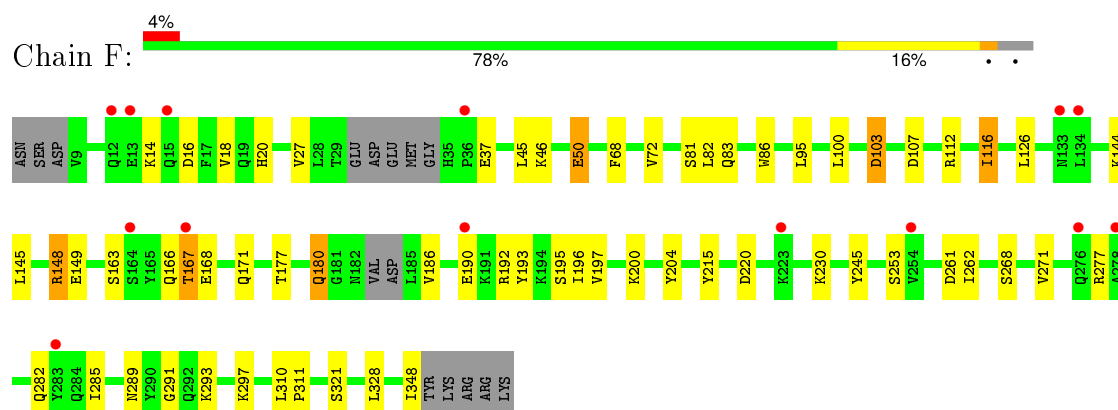 4%
Chain F:
78% 16% • •
ASN SER ASP V9 Q12 E13 K14 Q15 D16 F17 V18 Q19 H20 V27 L28 T29 GLU ASP GLU MET GLY H35 P36 E37 L45 K46 E50 F68 V72 S81 L82 Q83 W86 L95 L100 D103 D107 R112 I116 L126 N133 L134 K144
L145 R148 E149 S163 S164 Y165 Q166 T167 E168 Q171 T177 Q180 G181 N182 VAL ASP L185 V186 E190 K191 R192 Y193 K194 S195 I196 V197 K200 Y204 Y215 D220 K223 K230 Y245 S253 V254 D261 I262 S268 V271 Q276 R277 A278
Q282 Y283 Q284 I285 N289 Y290 G291 Q292 K293 K297 L310 P311 S321 L328 I348 TYR LYS ARG ARG LYS